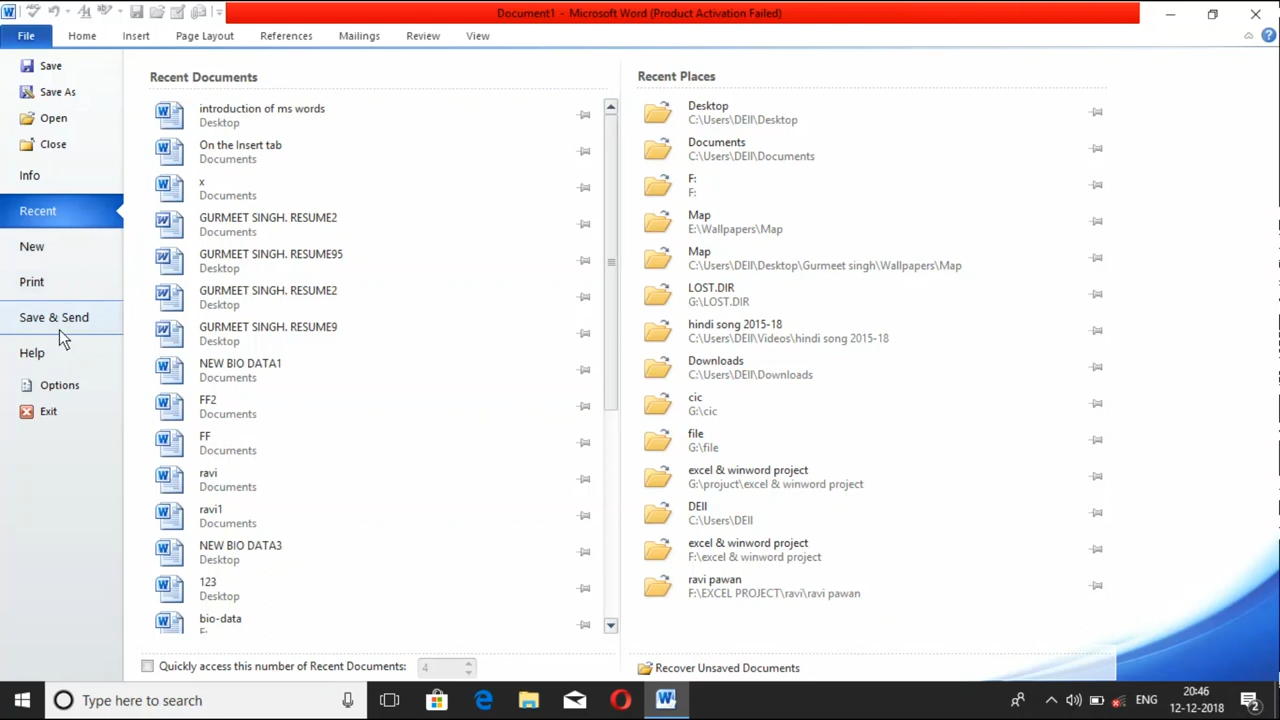 Document1 - Microsoft Word (Product Activation Failed)
File Home Insert Page Layout References Mailings Review View
Save
Save As
Open
Close
Info
Recent
New
Print
Save & Send
Help
Options
Exit
Recent Documents
introduction of ms words
Desktop
On the Insert tab
Documents
x
Documents
GURMEET SINGH. RESUME2
Documents
GURMEET SINGH. RESUME95
Desktop
GURMEET SINGH. RESUME2
Desktop
GURMEET SINGH. RESUME9
Desktop
NEW BIO DATA1
Documents
FF2
Documents
FF
Documents
ravi
Documents
ravi1
Documents
NEW BIO DATA3
Desktop
123
Desktop
bio-data
Quickly access this number of Recent Documents: 4
Recent Places
Desktop
C:\Users\DEll\Desktop
Documents
C:\Users\DEll\Documents
F:
F:
Map
E:\Wallpapers\Map
Map
C:\Users\DEll\Desktop\Gurmeet singh\Wallpapers\Map
LOST.DIR
G:\LOST.DIR
hindi song 2015-18
C:\Users\DEll\Videos\hindi song 2015-18
Downloads
C:\Users\DEll\Downloads
cic
G:\cic
file
G:\file
excel & winword project
G:\projuct\excel & winword project
DEll
C:\Users\DEll
excel & winword project
F:\excel & winword project
ravi pawan
F:\EXCEL PROJECT\ravi\ravi pawan
Recover Unsaved Documents
Type here to search
ENG
20:46
12-12-2018
2